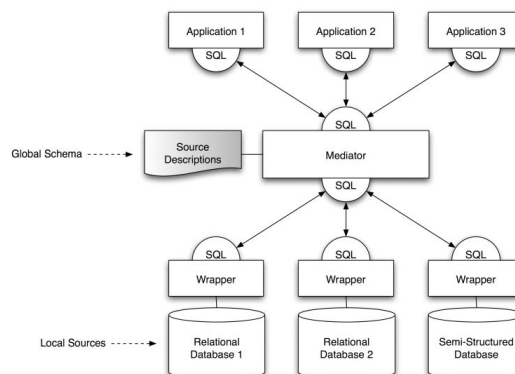 Application 1
Application 2
Application 3
SQL
SQL
SQL
SQL
Global Schema
Source
Descriptions
Mediator
SQL
SQL
SQL
SQL
Wrapper
Wrapper
Wrapper
Local Sources
Relational
Database 1
Relational
Database 2
Semi-Structured
Database